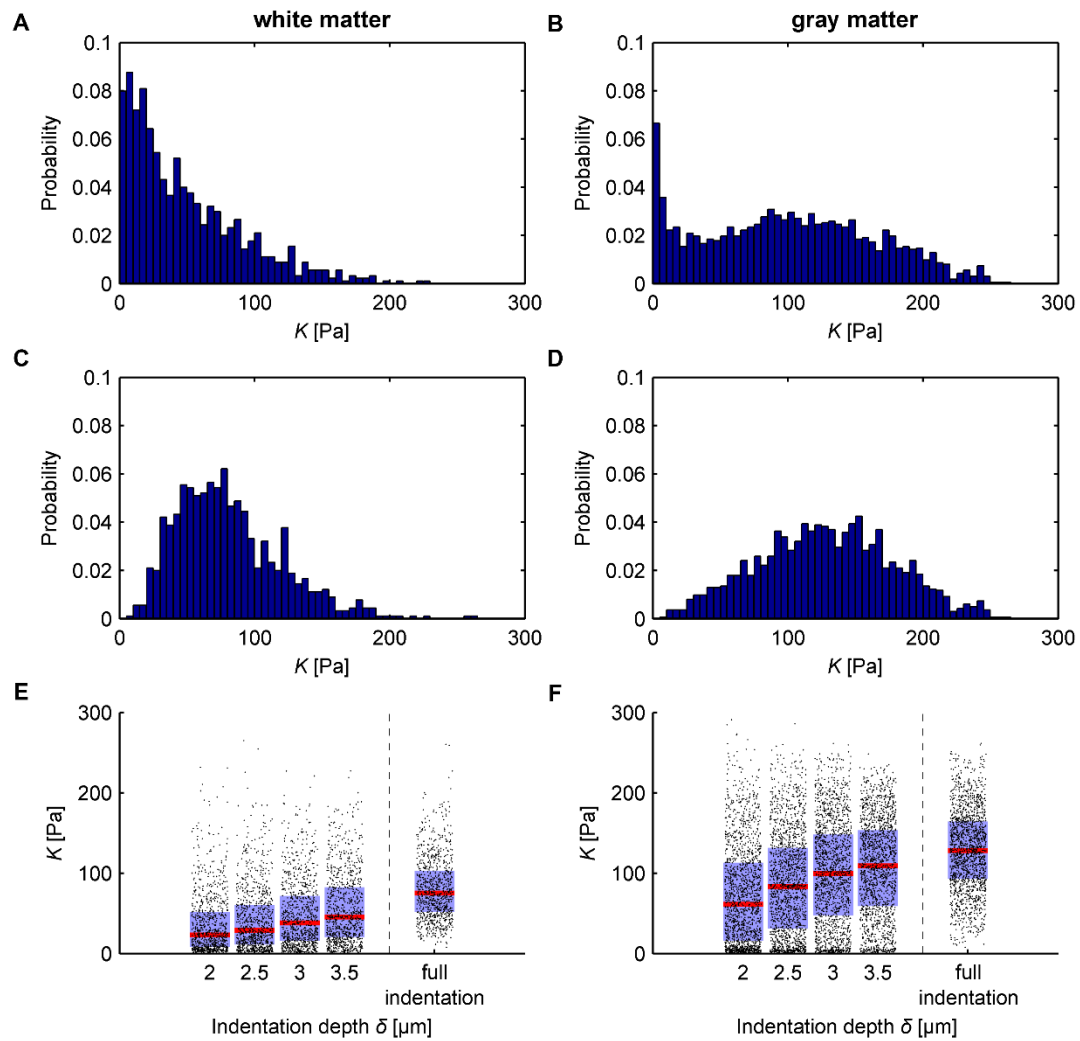 A
white matter
B
gray matter
0.1
0.08
0.06
0.04
0.02
0
Probability
0
100
200
300
K [Pa]
0.1
0.08
0.06
0.04
0.02
0
Probability
0
100
200
300
K [Pa]
C
0.1
0.08
0.06
0.04
0.02
0
Probability
0
100
200
300
K [Pa]
D
0.1
0.08
0.06
0.04
0.02
0
Probability
0
100
200
300
K [Pa]
E
300
200
100
0
K [Pa]
2
2.5
3
3.5
full
indentation
Indentation depth δ [μm]
F
300
200
100
0
K [Pa]
2
2.5
3
3.5
full
indentation
Indentation depth δ [μm]